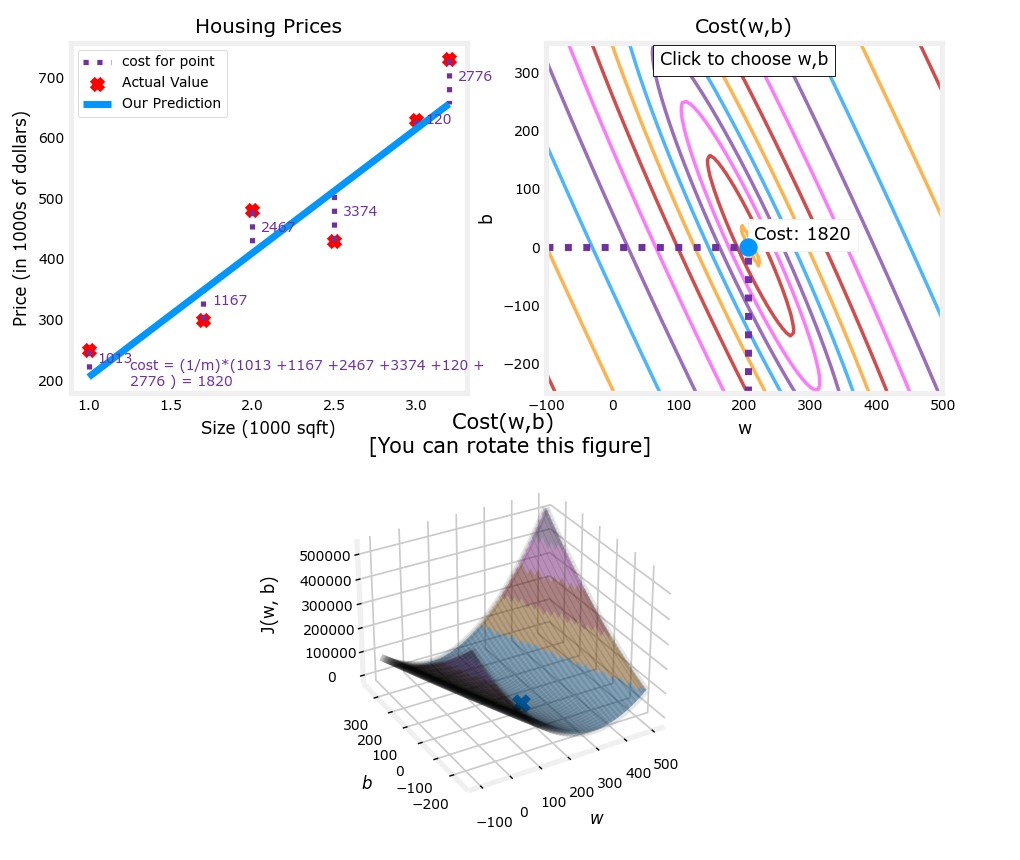 Housing Prices
cost for point
Actual Value
Our Prediction
Price (in 1000s of dollars)
700
600
500
400
300
200
2776
120
3374
2467
1167
1013
cost = (1/m)*(1013 +1167 +2467 +3374 +120 +
2776 ) = 1820
1.0 1.5 2.0 2.5 3.0
Size (1000 sqft)
Cost(w,b)
Click to choose w,b
b
300
200
100
0
−100
−200
Cost: 1820
−100 0 100 200 300 400 500
w
Cost(w,b)
[You can rotate this figure]
J(w, b)
500000
400000
300000
200000
100000
0
300
200
100
0
−100
−200
b
−100 0 100 200 300 400 500
w